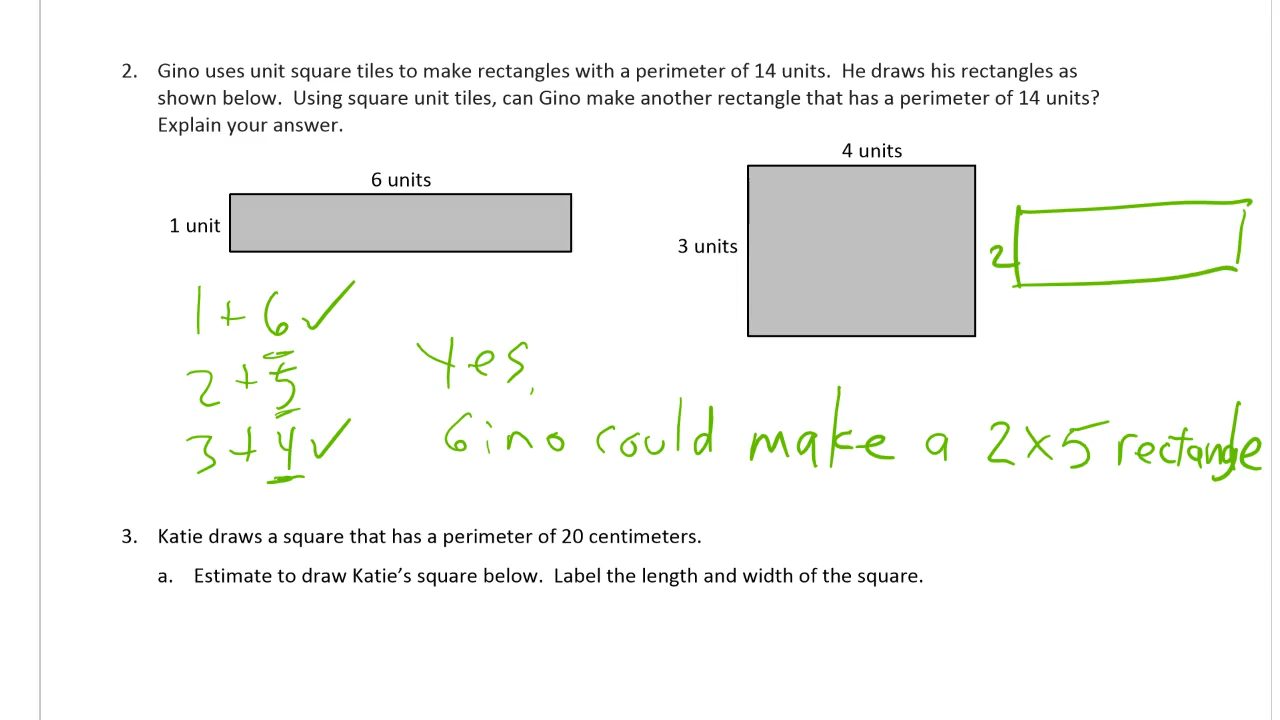 2. Gino uses unit square tiles to make rectangles with a perimeter of 14 units. He draws his rectangles as
shown below. Using square unit tiles, can Gino make another rectangle that has a perimeter of 14 units?
Explain your answer.
4 units
6 units
1 unit
3 units
2
1 + 6 ✓
2 + 5
3 + 4 ✓
Yes,
Gino could make a 2 x 5 rectangle
3. Katie draws a square that has a perimeter of 20 centimeters.
a. Estimate to draw Katie’s square below. Label the length and width of the square.